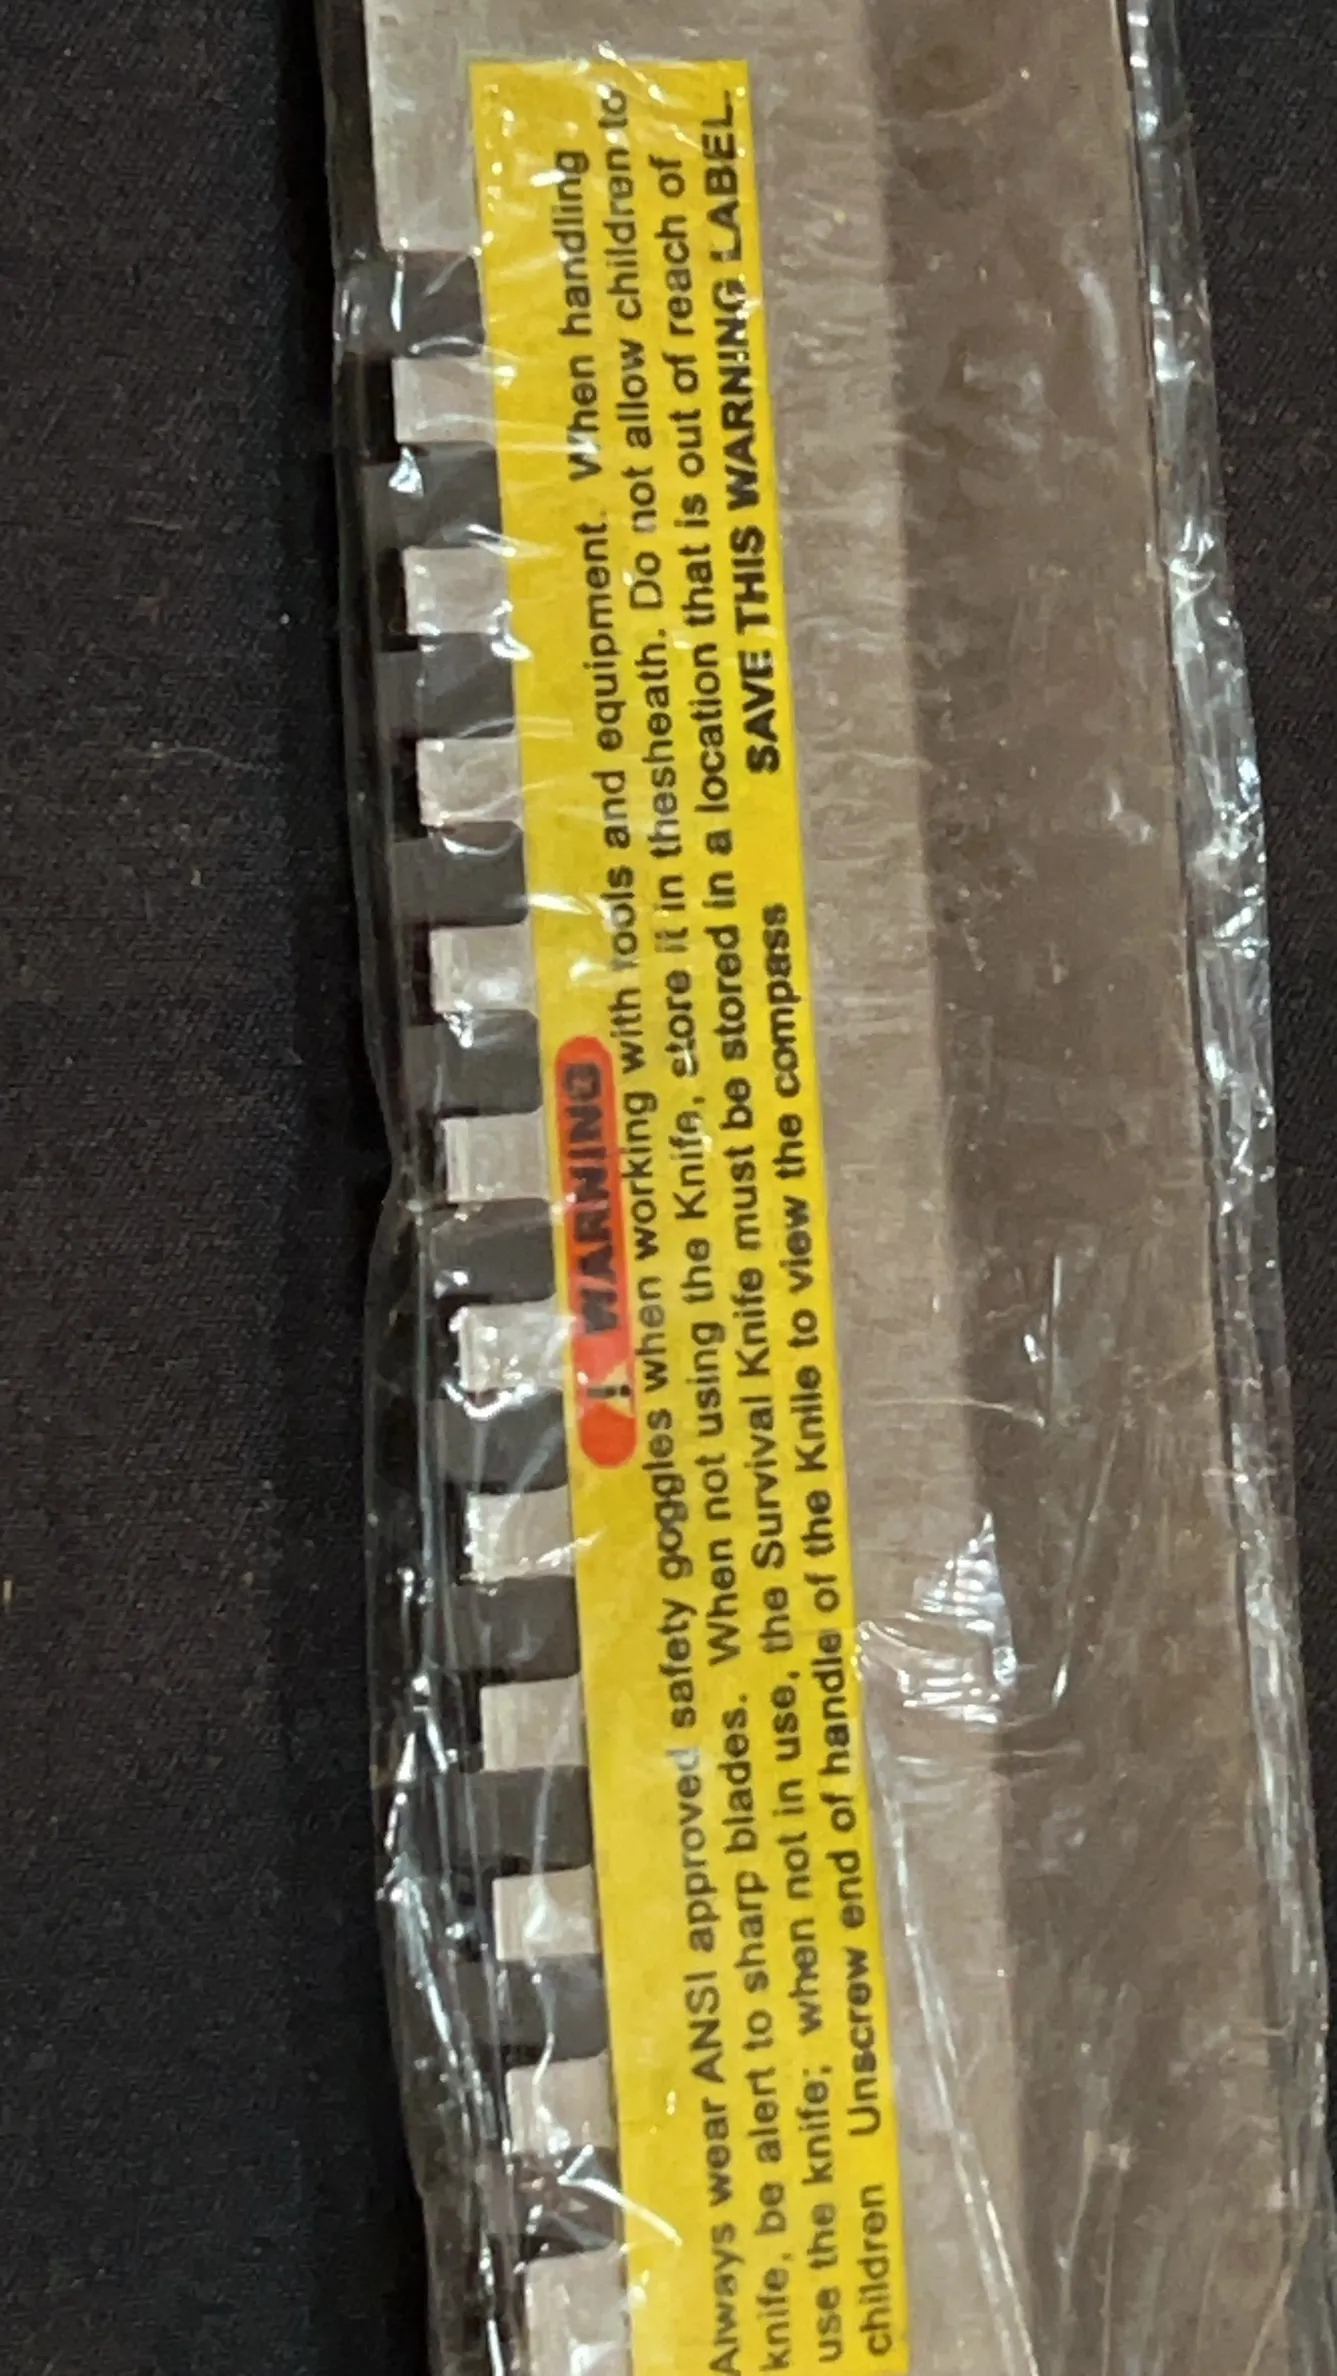 WARNING
Always wear ANSI approved safety goggles when working with tools and equipment. When handling
knife, be alert to sharp blades. When not using the Knife, store it in thesheath. Do not allow children to
use the knife; when not in use, the Survival Knife must be stored in a location that is out of reach of
children Unscrew end of handle of the Knife to view the compass SAVE THIS WARNING LABEL.